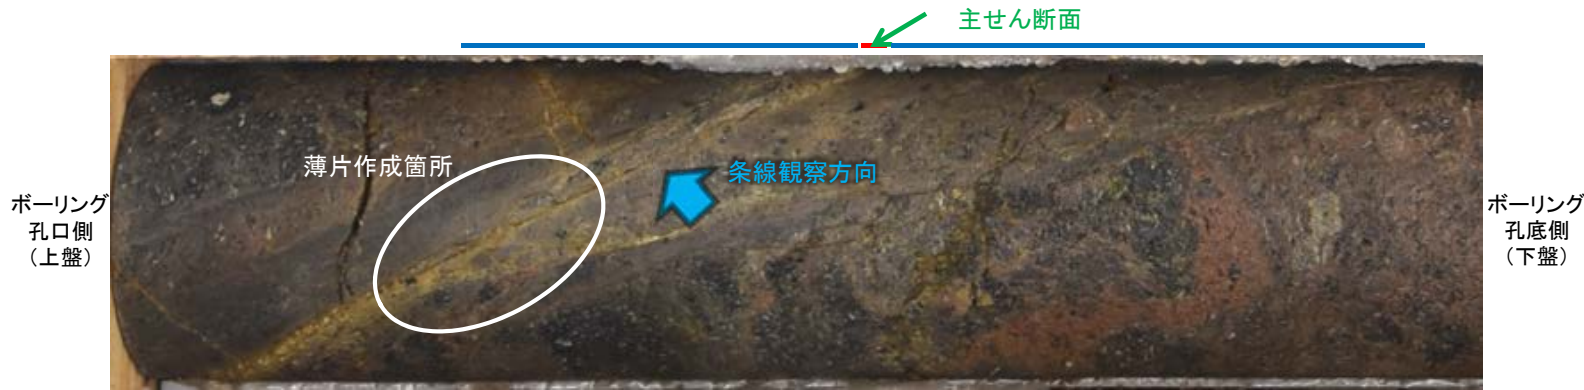 主せん断面
薄片作成箇所
条線観察方向
ボーリング
孔口側
（上盤）
ボーリング
孔底側
（下盤）